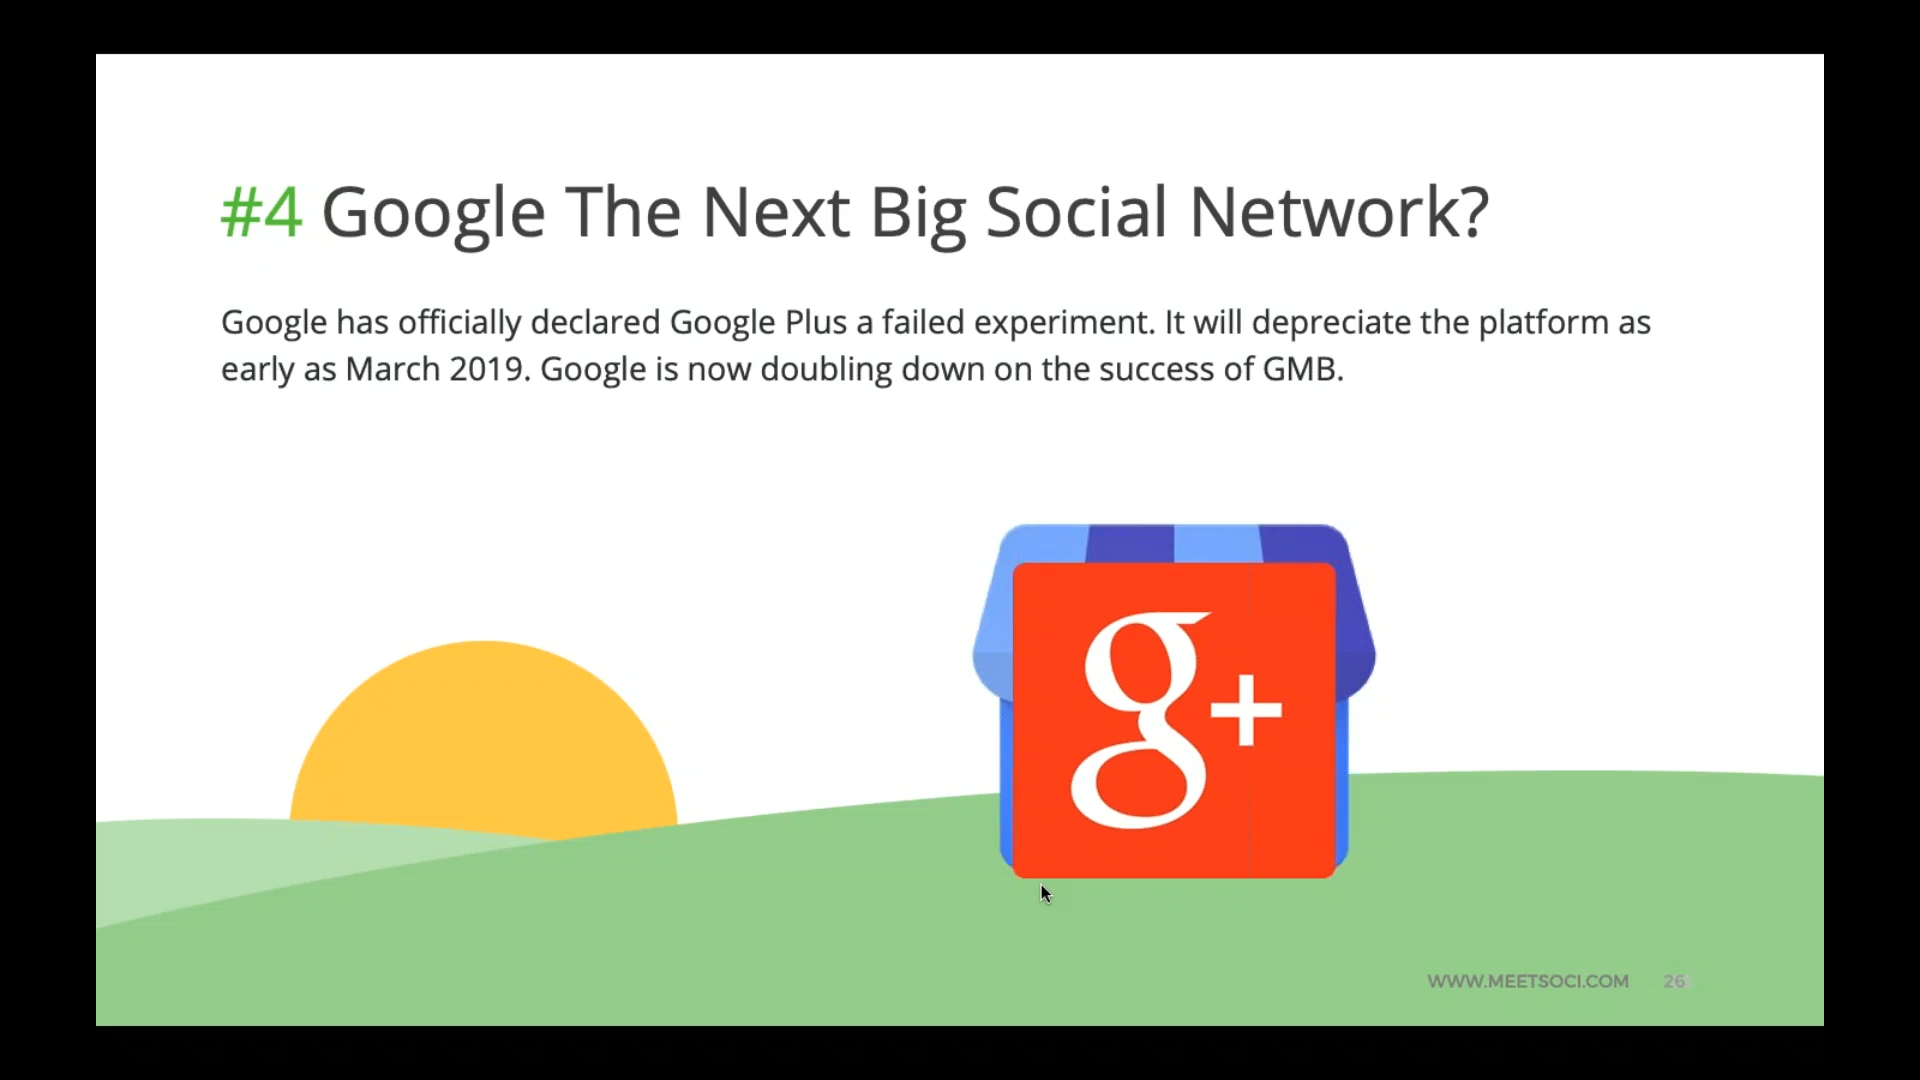 #4 Google The Next Big Social Network?
Google has officially declared Google Plus a failed experiment. It will depreciate the platform as
early as March 2019. Google is now doubling down on the success of GMB.
g+
WWW.MEETSOCI.COM 26